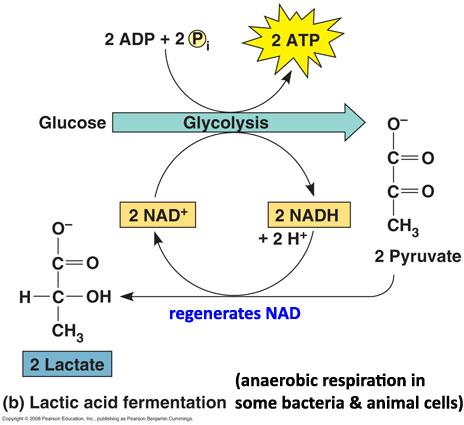 2 ADP + 2 Pi
2 ATP
Glucose
Glycolysis
O–
C=O
C=O
CH3
2 NAD+
2 NADH
+ 2 H+
2 Pyruvate
O–
C=O
H–C–OH
CH3
regenerates NAD
2 Lactate
(anaerobic respiration in
(b) Lactic acid fermentation some bacteria & animal cells)
Copyright © 2008 Pearson Education, Inc., publishing as Pearson Benjamin Cummings.